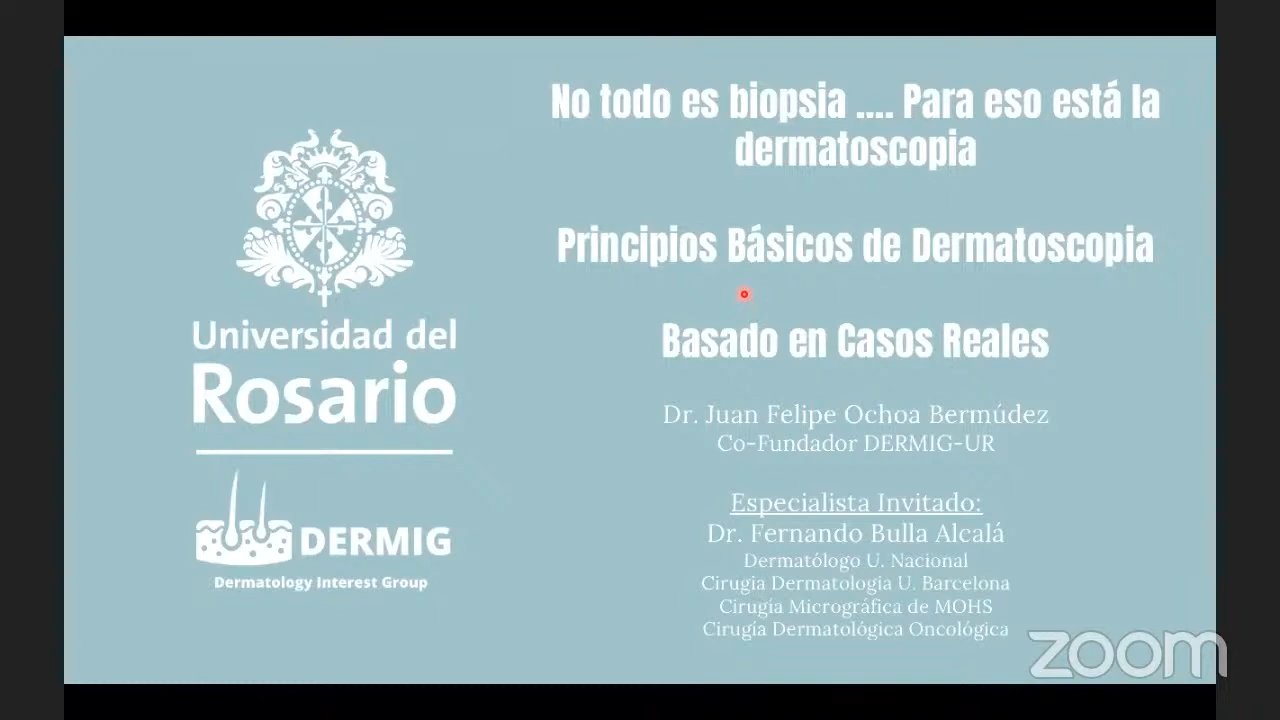 No todo es biopsia .... Para eso está la
dermatoscopia
Principios Básicos de Dermatoscopia
Basado en Casos Reales
Dr. Juan Felipe Ochoa Bermúdez
Co-Fundador DERMIG-UR
Especialista Invitado:
Dr. Fernando Bulla Alcalá
Dermatólogo U. Nacional
Cirugía Dermatología U. Barcelona
Cirugía Micrográfica de MOHS
Cirugía Dermatológica Oncológica
Universidad del
Rosario
DERMIG
Dermatology Interest Group
zoom